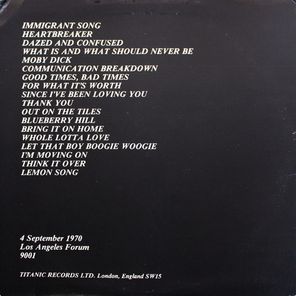 IMMIGRANT SONG
HEARTBREAKER
DAZED AND CONFUSED
WHAT IS AND WHAT SHOULD NEVER BE
MOBY DICK
COMMUNICATION BREAKDOWN
GOOD TIMES, BAD TIMES
FOR WHAT IT'S WORTH
SINCE I'VE BEEN LOVING YOU
THANK YOU
OUT ON THE TILES
BLUEBERRY HILL
BRING IT ON HOME
WHOLE LOTTA LOVE
LET THAT BOY BOOGIE WOOGIE
I'M MOVING ON
THINK IT OVER
LEMON SONG
4 September 1970
Los Angeles Forum
9001
TITANIC RECORDS LTD. London, England SW15